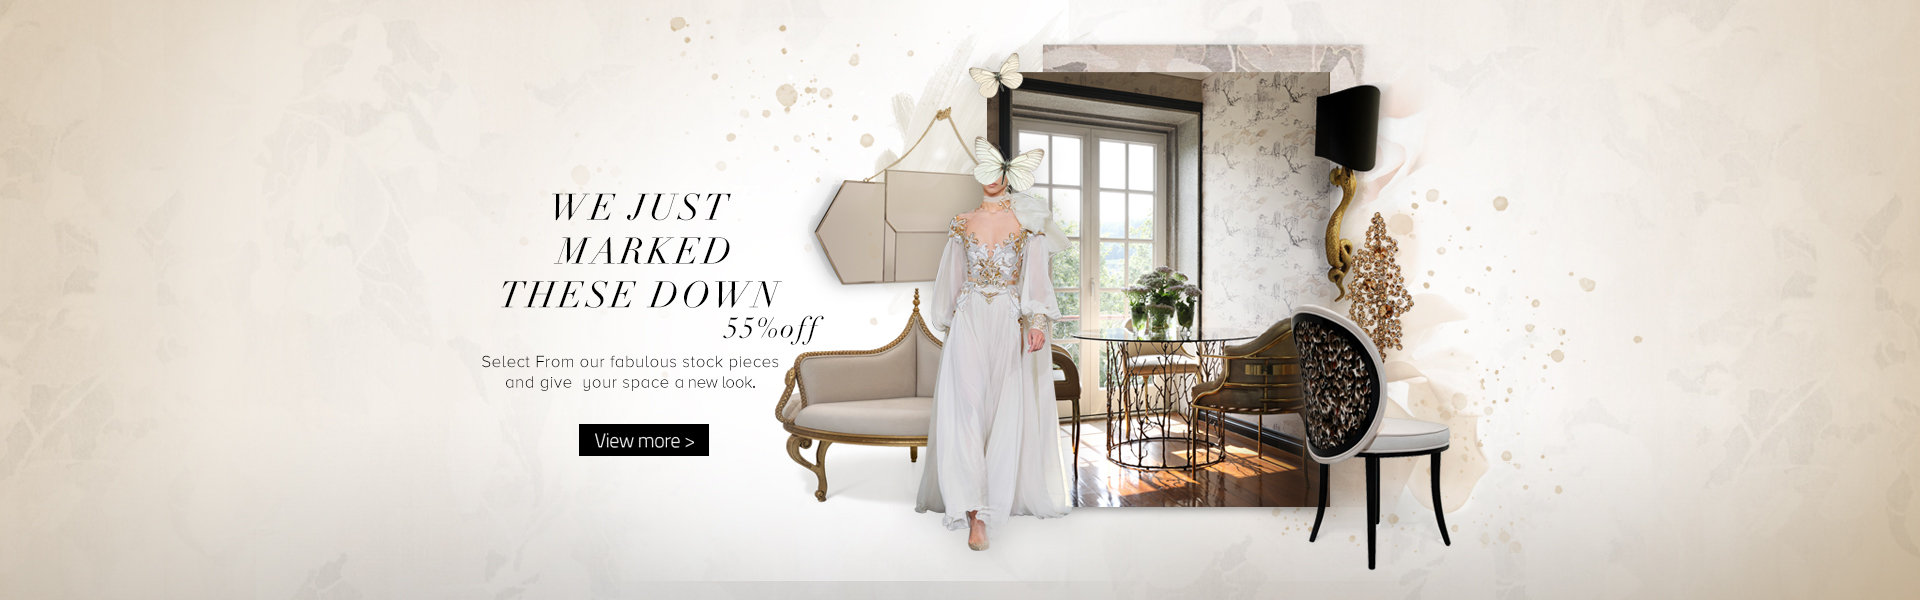 WE JUST
MARKED
THESE DOWN
55%off
Select From our fabulous stock pieces
and give your space a new look.
View more >